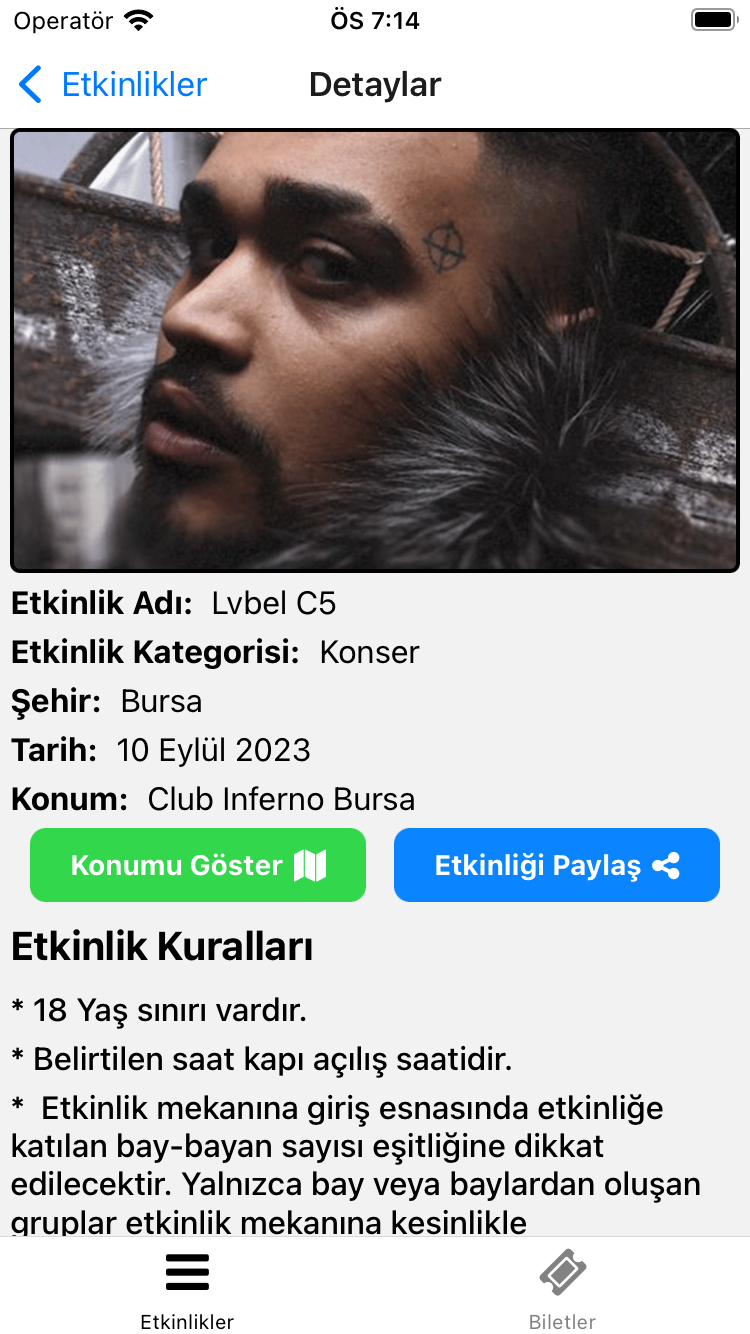 Operatör ÖS 7:14
Etkinlikler Detaylar
Etkinlik Adı: Lvbel C5
Etkinlik Kategorisi: Konser
Şehir: Bursa
Tarih: 10 Eylül 2023
Konum: Club Inferno Bursa
Konumu Göster Etkinliği Paylaş
Etkinlik Kuralları
* 18 Yaş sınırı vardır.
* Belirtilen saat kapı açılış saatidir.
* Etkinlik mekanına giriş esnasında etkinliğe
katılan bay-bayan sayısı eşitliğine dikkat
edilecektir. Yalnızca bay veya baylardan oluşan
gruplar etkinlik mekanına kesinlikle
Etkinlikler Biletler